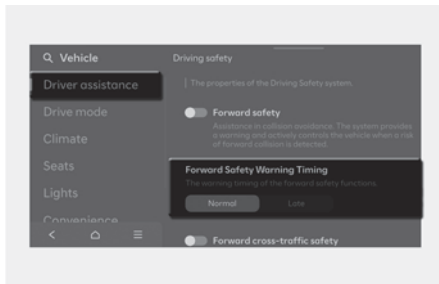 Vehicle
Driver assistance
Drive mode
Climate
Seats
Lights
Convenience
Driving safety
The properties of the Driving Safety system.
Forward safety
Assistance in collision avoidance. The system provides
a warning and actively controls the vehicle when a risk
of forward collision is detected.
Forward Safety Warning Timing
The warning timing of the forward safety functions.
Normal
Late
Forward cross-traffic safety